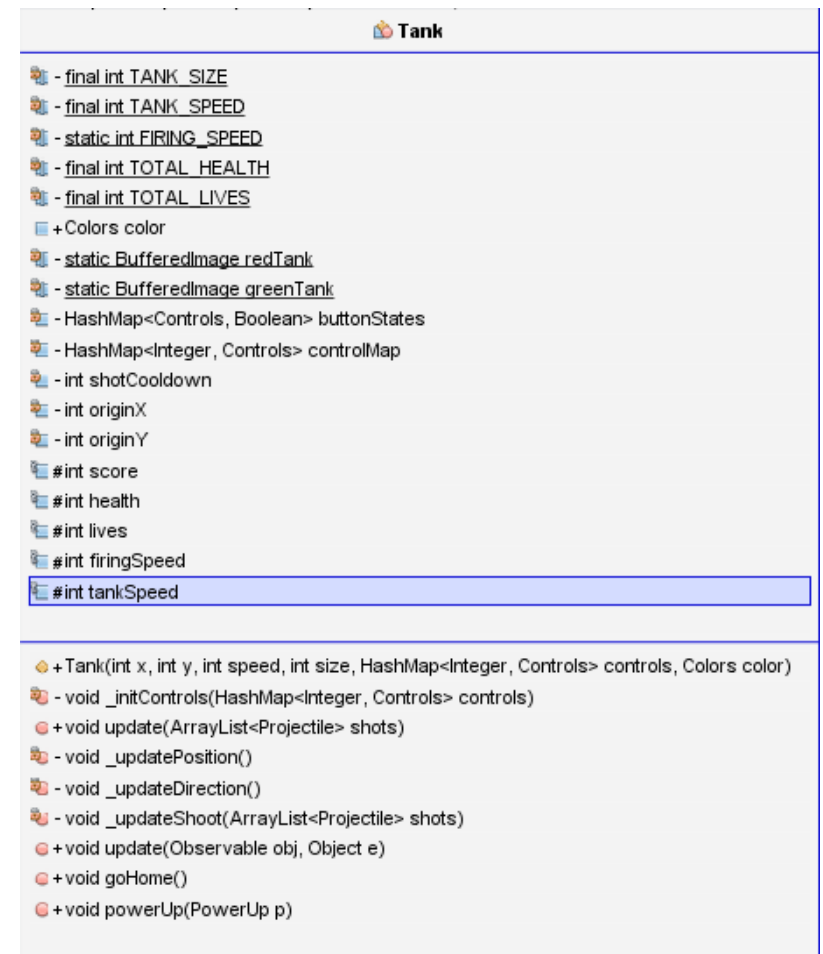 Tank
- final int TANK_SIZE
- final int TANK_SPEED
- static int FIRING_SPEED
- final int TOTAL_HEALTH
- final int TOTAL_LIVES
+Colors color
- static BufferedImage redTank
- static BufferedImage greenTank
- HashMap<Controls, Boolean> buttonStates
- HashMap<Integer, Controls> controlMap
- int shotCooldown
- int originX
- int originY
#int score
#int health
#int lives
#int firingSpeed
#int tankSpeed
+Tank(int x, int y, int speed, int size, HashMap<Integer, Controls> controls, Colors color)
- void _initControls(HashMap<Integer, Controls> controls)
+void update(ArrayList<Projectile> shots)
- void _updatePosition()
- void _updateDirection()
- void _updateShoot(ArrayList<Projectile> shots)
+void update(Observable obj, Object e)
+void goHome()
+void powerUp(PowerUp p)